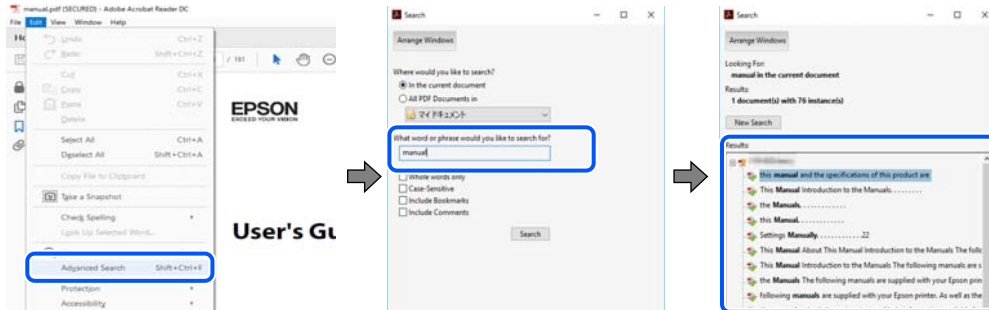 manual.pdf (SECURED) - Adobe Acrobat Reader DC
File Edit View Window Help
Undo Ctrl+Z
Redo Shift+Ctrl+Z
Cut Ctrl+X
Copy Ctrl+C
Paste Ctrl+V
Delete
Select All Ctrl+A
Deselect All Shift+Ctrl+A
Copy File to Clipboard
Take a Snapshot
Check Spelling
Look Up Selected Word...
Advanced Search Shift+Ctrl+F
Protection
Accessibility
/ 181
EPSON
EXCEED YOUR VISION
User's Gu
Search
Arrange Windows
Where would you like to search?
In the current document
All PDF Documents in
マイドキュメント
What word or phrase would you like to search for?
manual
Whole words only
Case-Sensitive
Include Bookmarks
Include Comments
Search
Search
Arrange Windows
Looking For:
manual in the current document
Results:
1 document(s) with 76 instance(s)
New Search
Results:
this manual and the specifications of this product are
This Manual Introduction to the Manuals. . . . . . . . .
the Manuals. . . . . . . . . . . . .
this Manual. . . . . . . . . . . . .
Settings Manually. . . . . . . . . . . . .22
This Manual About This Manual Introduction to the Manuals The follo
This Manual Introduction to the Manuals The following manuals are s
the Manuals The following manuals are supplied with your Epson prin
following manuals are supplied with your Epson printer. As well as the